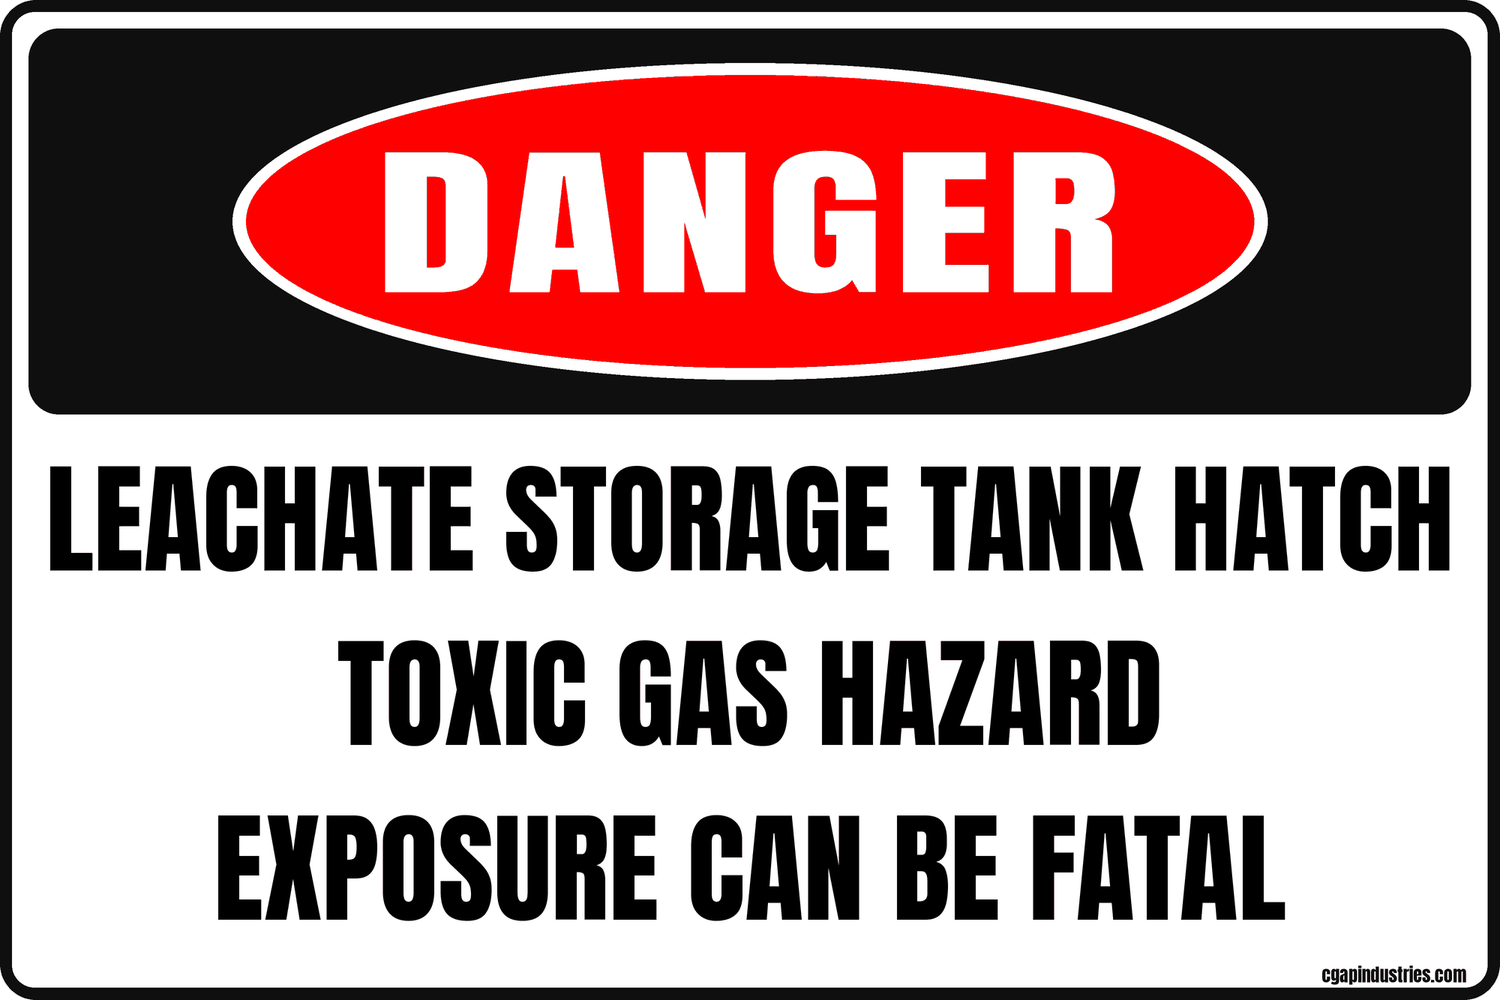 DANGER
LEACHATE STORAGE TANK HATCH
TOXIC GAS HAZARD
EXPOSURE CAN BE FATAL
cgapindustries.com